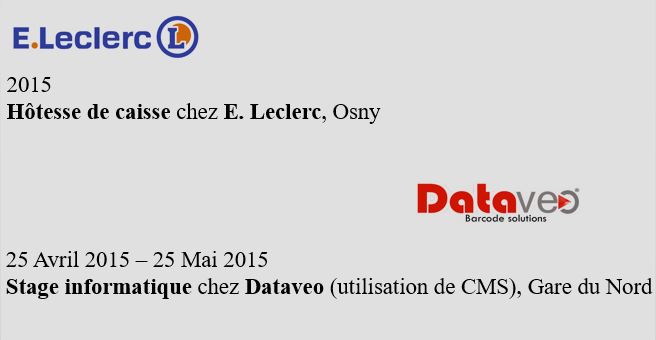 E.Leclerc L
2015
Hôtesse de caisse chez E. Leclerc, Osny
Dataveo
Barcode solutions
25 Avril 2015 – 25 Mai 2015
Stage informatique chez Dataveo (utilisation de CMS), Gare du Nord